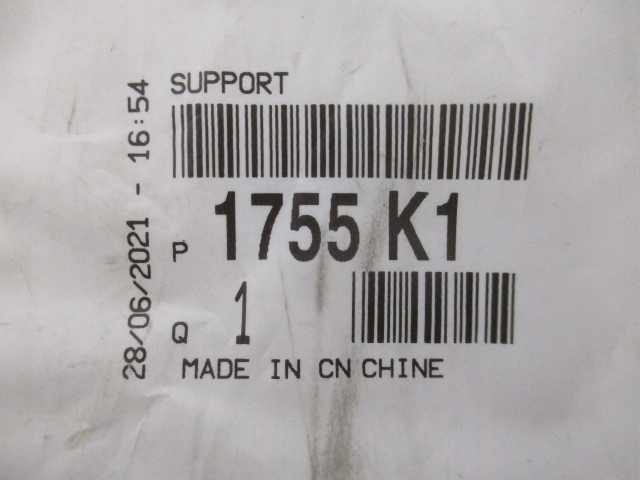 SUPPORT
P 1755 K1
Q 1
MADE IN CN CHINE
28/06/2021 - 16:54